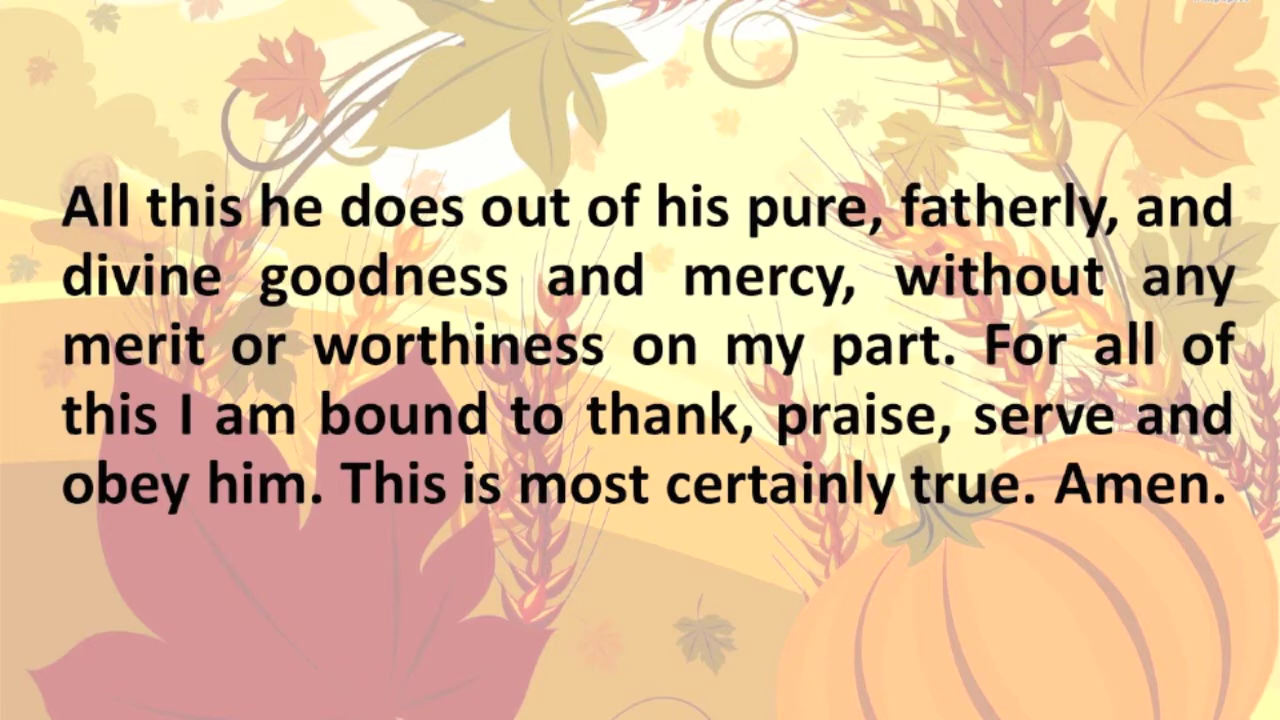 All this he does out of his pure, fatherly, and
divine goodness and mercy, without any
merit or worthiness on my part. For all of
this I am bound to thank, praise, serve and
obey him. This is most certainly true. Amen.